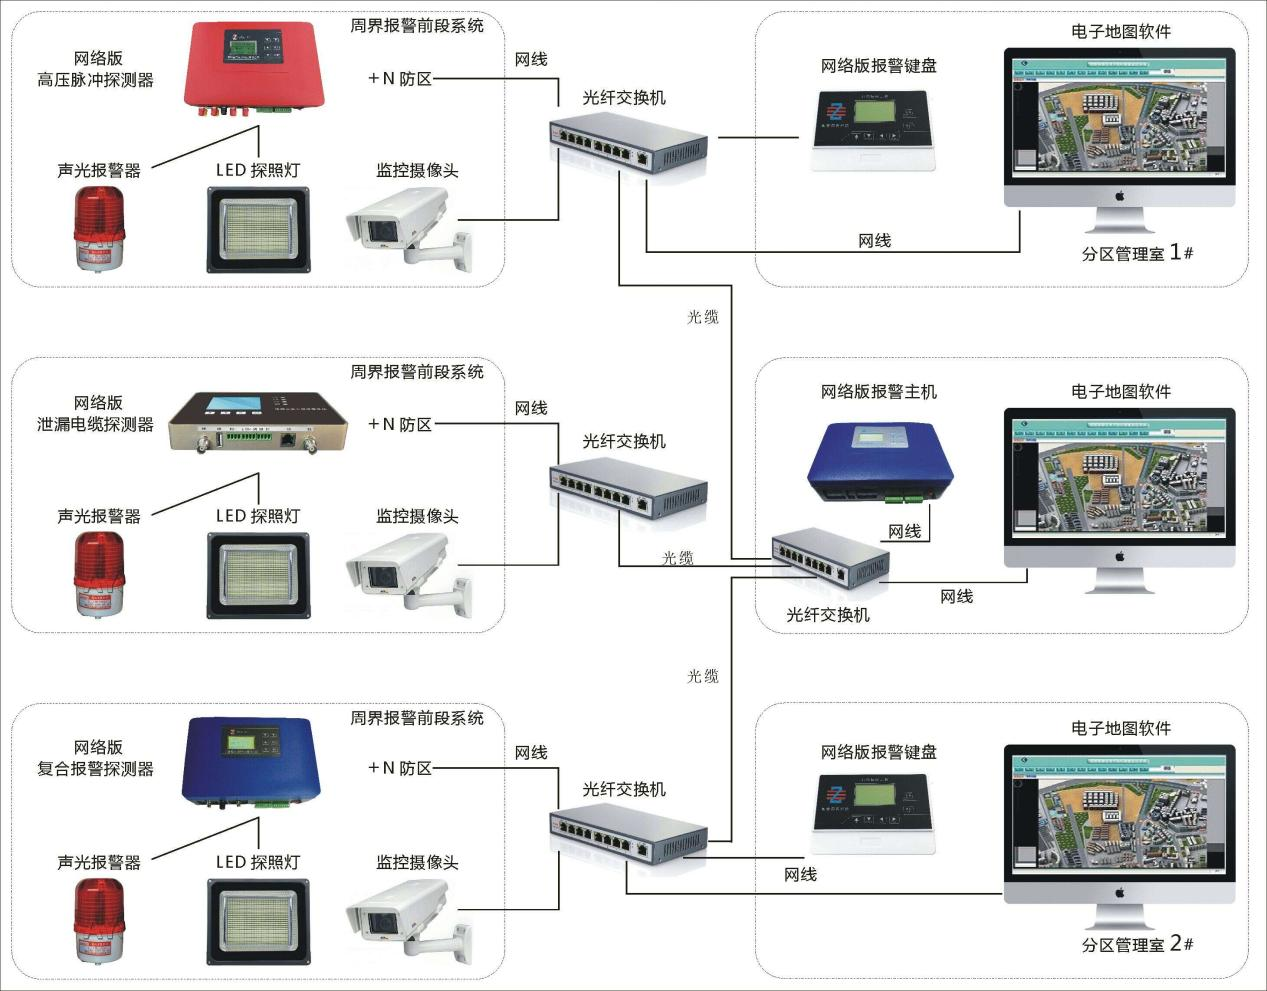 周界报警前段系统
网络版
高压脉冲探测器
+N 防区
网线
声光报警器
LED 探照灯
监控摄像头
光纤交换机
网络版报警键盘
电子地图软件
网线
分区管理室 1#
光缆
周界报警前段系统
网络版
泄漏电缆探测器
+N 防区
网线
声光报警器
LED 探照灯
监控摄像头
光纤交换机
光缆
网络版报警主机
电子地图软件
网线
光纤交换机
网线
光缆
周界报警前段系统
网络版
复合报警探测器
+N 防区
网线
声光报警器
LED 探照灯
监控摄像头
光纤交换机
网络版报警键盘
网线
电子地图软件
分区管理室 2#